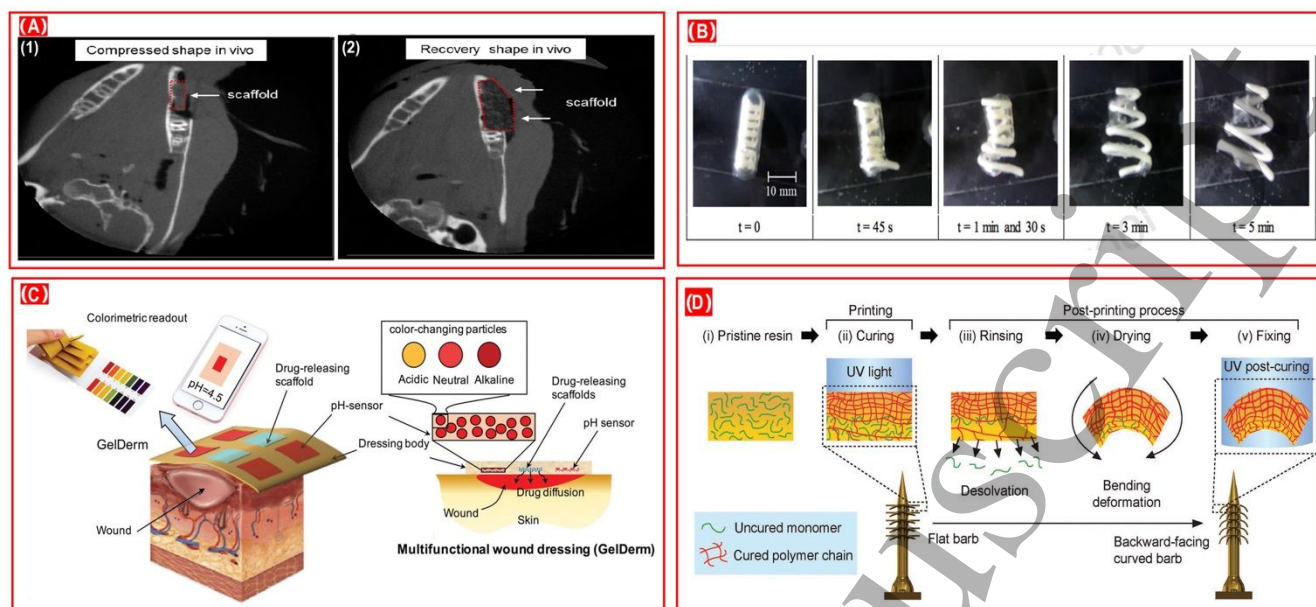 (A)
(1)
Compressed shape in vivo
scaffold
(2)
Recovery shape in vivo
scaffold
(B)
10 mm
t = 0
t = 45 s
t = 1 min and 30 s
t = 3 min
t = 5 min
(C)
Colorimetric readout
pH=4.5
Drug-releasing
scaffold
pH-sensor
Dressing body
GelDerm
Wound
color-changing particles
Acidic Neutral Alkaline
Drug-releasing
scaffolds
pH sensor
Drug diffusion
Wound
Skin
Multifunctional wound dressing (GelDerm)
(D)
Printing
Post-printing process
(i) Pristine resin
(ii) Curing
(iii) Rinsing
(iv) Drying
(v) Fixing
UV light
UV post-curing
Desolvation
Bending
deformation
Uncured monomer
Cured polymer chain
Flat barb
Backward-facing
curved barb
uscript